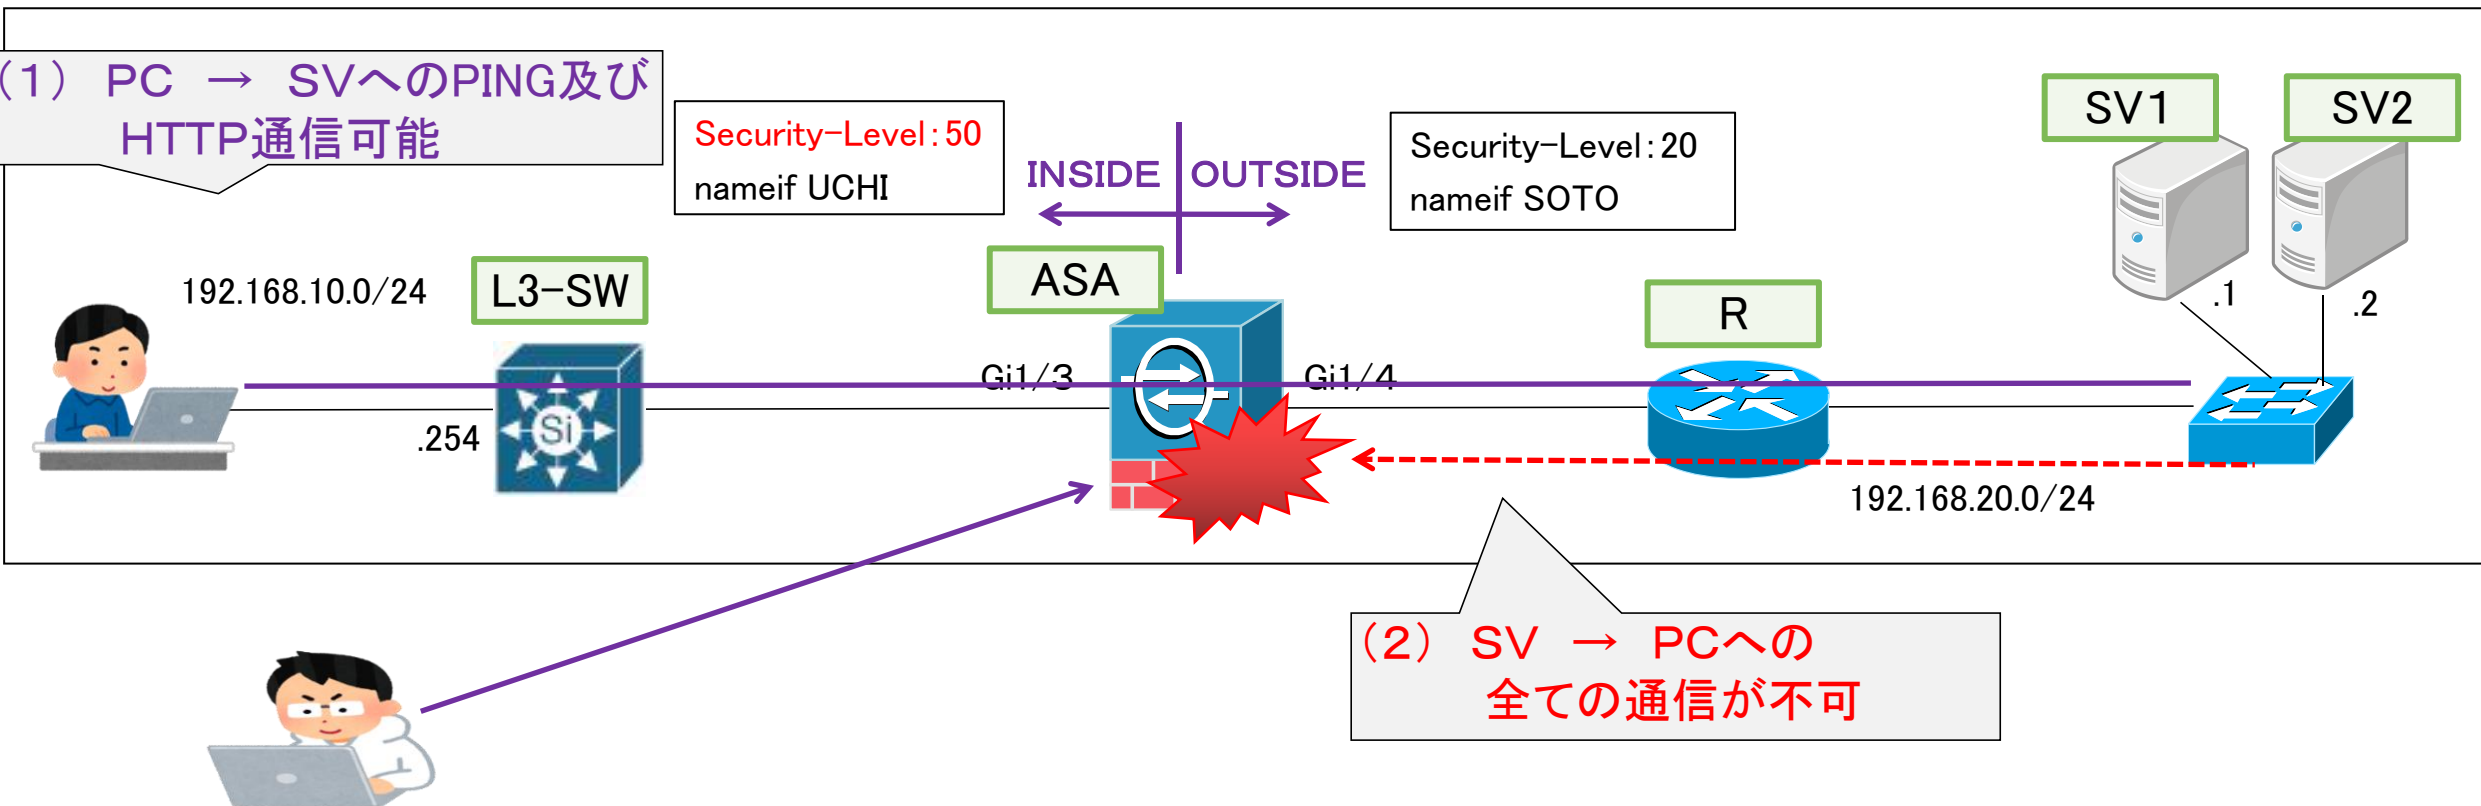 （１） ＰＣ → ＳＶへのPING及び
ＨＴＴＰ通信可能
Security-Level：50
nameif UCHI
INSIDE
OUTSIDE
Security-Level：20
nameif SOTO
SV1
SV2
192.168.10.0/24
L3-SW
ASA
R
.1
.2
Gi1/3
Gi1/4
.254
Si
192.168.20.0/24
（２） ＳＶ → ＰＣへの
全ての通信が不可